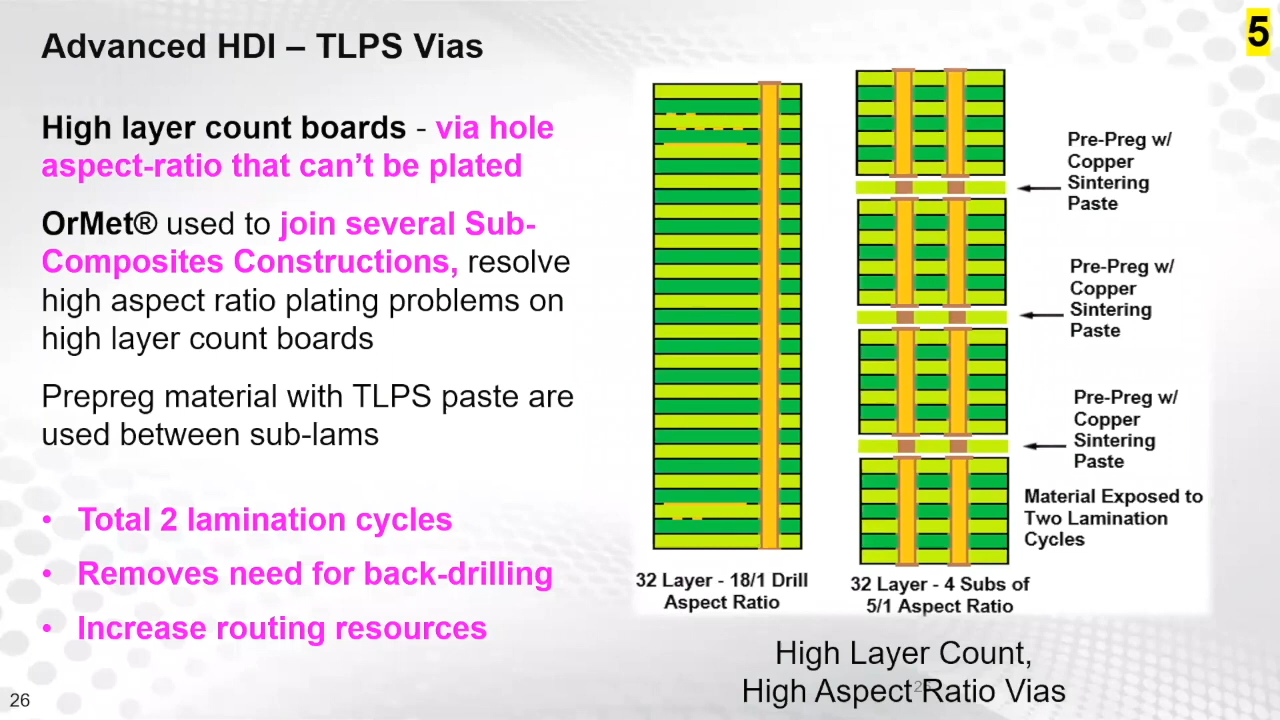 5
Advanced HDI – TLPS Vias
High layer count boards - via hole
aspect-ratio that can’t be plated
OrMet® used to join several Sub-
Composites Constructions, resolve
high aspect ratio plating problems on
high layer count boards
Prepreg material with TLPS paste are
used between sub-lams
• Total 2 lamination cycles
• Removes need for back-drilling
• Increase routing resources
Pre-Preg w/
Copper
Sintering
Paste
Pre-Preg w/
Copper
Sintering
Paste
Pre-Preg w/
Copper
Sintering
Paste
Material Exposed to
Two Lamination
Cycles
32 Layer - 18/1 Drill
Aspect Ratio
32 Layer - 4 Subs of
5/1 Aspect Ratio
High Layer Count,
High Aspect Ratio Vias
26